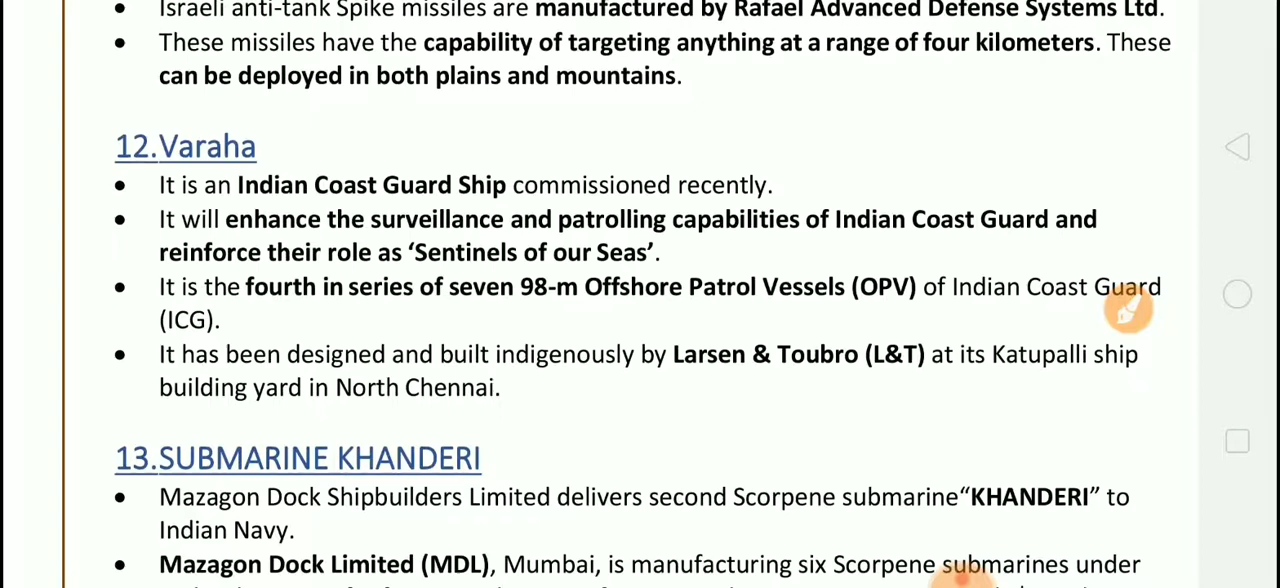 Israeli anti-tank Spike missiles are manufactured by Rafael Advanced Defense Systems Ltd.
• These missiles have the capability of targeting anything at a range of four kilometers. These
can be deployed in both plains and mountains.
12.Varaha
• It is an Indian Coast Guard Ship commissioned recently.
• It will enhance the surveillance and patrolling capabilities of Indian Coast Guard and
reinforce their role as ‘Sentinels of our Seas’.
• It is the fourth in series of seven 98-m Offshore Patrol Vessels (OPV) of Indian Coast Guard
(ICG).
• It has been designed and built indigenously by Larsen & Toubro (L&T) at its Katupalli ship
building yard in North Chennai.
13.SUBMARINE KHANDERI
• Mazagon Dock Shipbuilders Limited delivers second Scorpene submarine“KHANDERI” to
Indian Navy.
• Mazagon Dock Limited (MDL), Mumbai, is manufacturing six Scorpene submarines under